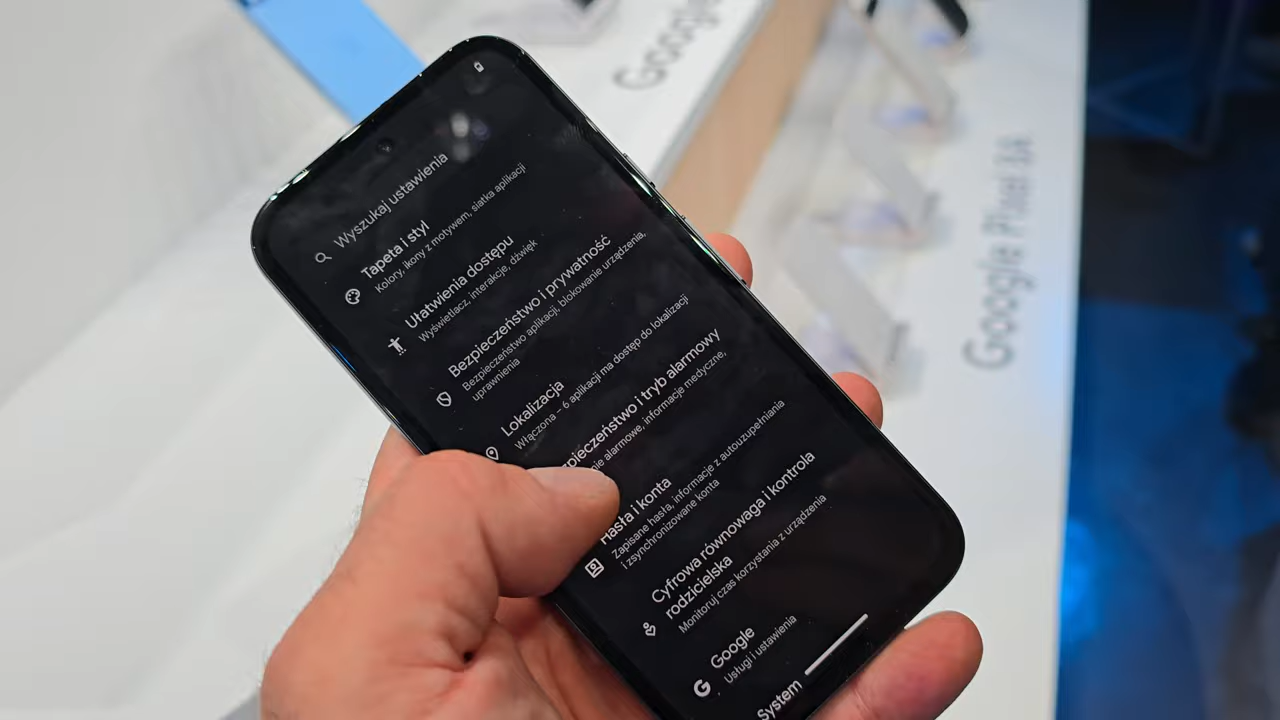 Wyszukaj ustawienia
Tapeta i styl
Kolory, ikony z motywem, siatka aplikacji
Ułatwienia dostępu
Wyświetlacz, interakcje, dźwięk
Bezpieczeństwo i prywatność
Bezpieczeństwo aplikacji, blokowanie urządzenia,
uprawnienia
Lokalizacja
Włączona – 6 aplikacji ma dostęp do lokalizacji
i tryb alarmowy
alarmowe, informacje medyczne,
Hasła i konta
Zapisane hasła, informacje z autouzupełniania
i zsynchronizowane konta
Cyfrowa równowaga i kontrola
rodzicielska
Monitoruj czas korzystania z urządzenia
Google
Usługi i ustawienia
System
Google
Google Pixel 8A